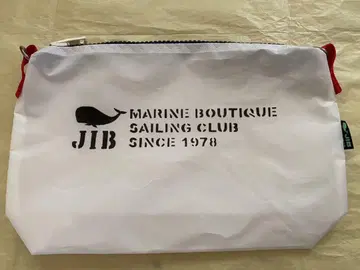 MARINE BOUTIQUE
SAILING CLUB
JIB SINCE 1978